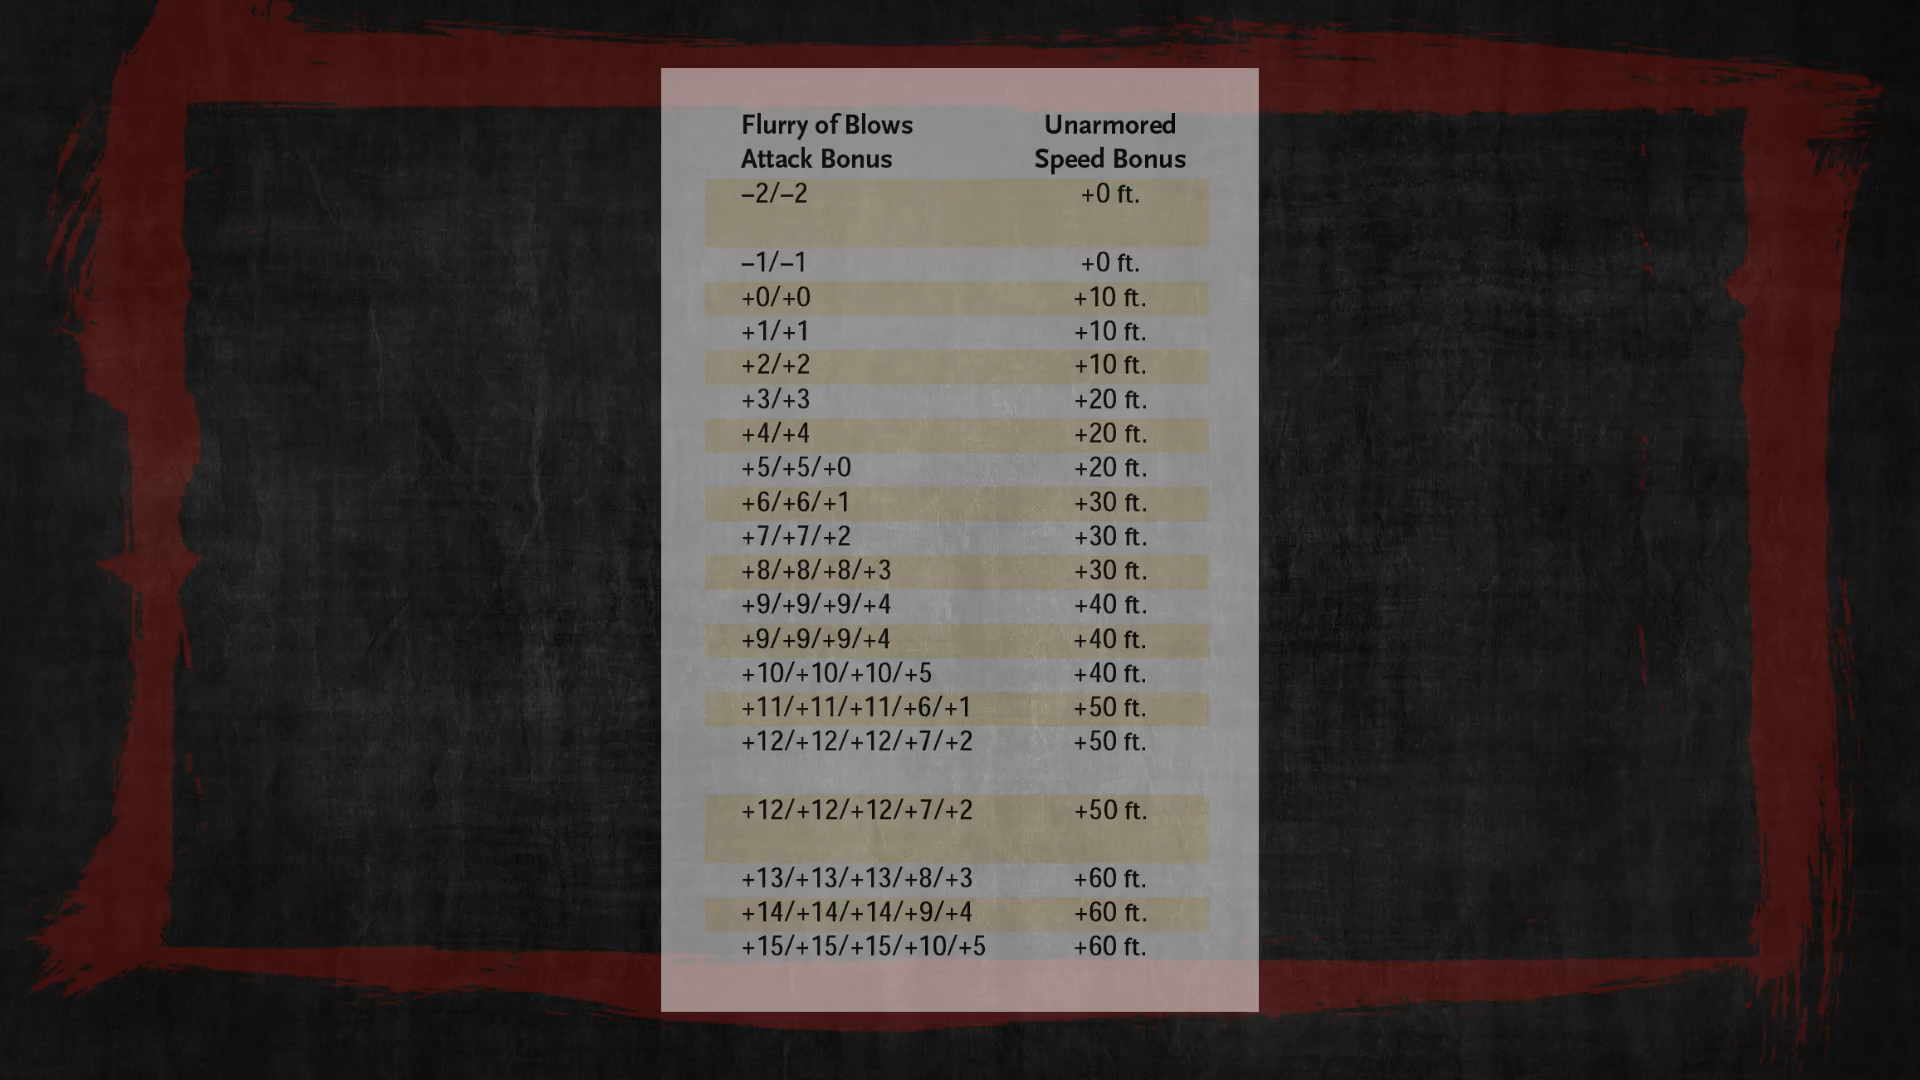 Flurry of Blows Unarmored
Attack Bonus Speed Bonus
–2/–2 +0 ft.
–1/–1 +0 ft.
+0/+0 +10 ft.
+1/+1 +10 ft.
+2/+2 +10 ft.
+3/+3 +20 ft.
+4/+4 +20 ft.
+5/+5/+0 +20 ft.
+6/+6/+1 +30 ft.
+7/+7/+2 +30 ft.
+8/+8/+8/+3 +30 ft.
+9/+9/+9/+4 +40 ft.
+9/+9/+9/+4 +40 ft.
+10/+10/+10/+5 +40 ft.
+11/+11/+11/+6/+1 +50 ft.
+12/+12/+12/+7/+2 +50 ft.
+12/+12/+12/+7/+2 +50 ft.
+13/+13/+13/+8/+3 +60 ft.
+14/+14/+14/+9/+4 +60 ft.
+15/+15/+15/+10/+5 +60 ft.